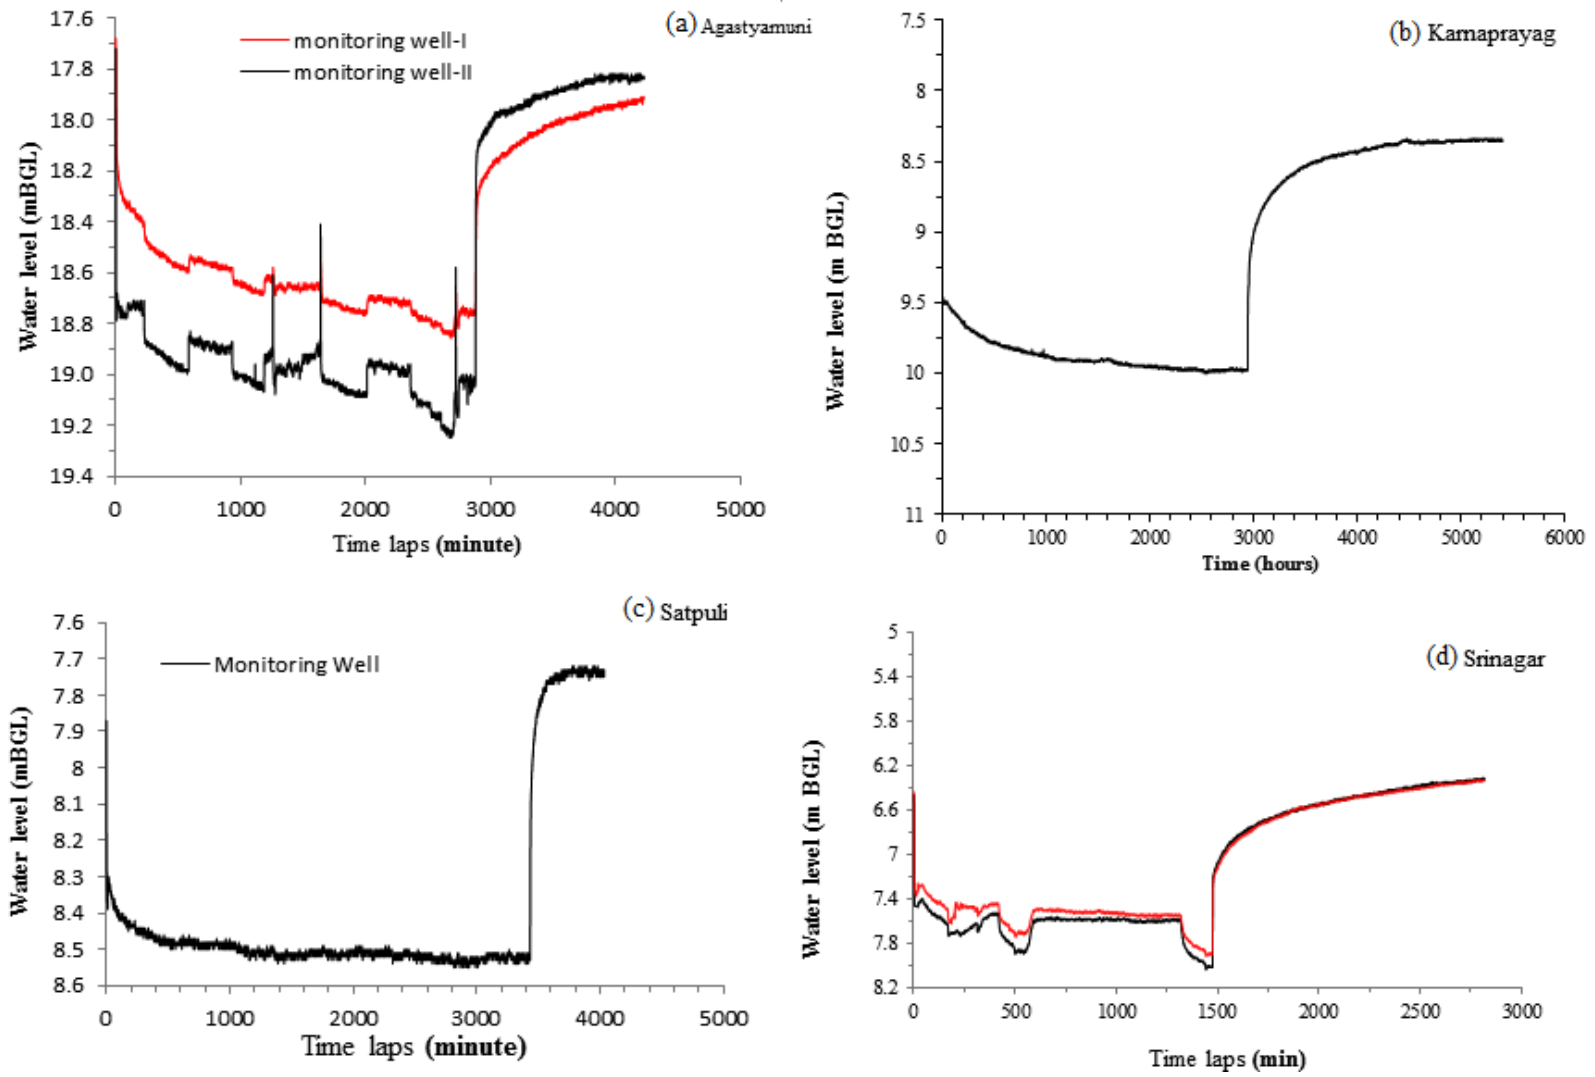 (a) Agastyamuni
monitoring well-I
monitoring well-II
Water level (mBGL)
17.6
17.8
18.0
18.2
18.4
18.6
18.8
19.0
19.2
19.4
0 1000 2000 3000 4000 5000
Time laps (minute)
(b) Karnaprayag
Water level (m BGL)
7.5
8
8.5
9
9.5
10
10.5
11
0 1000 2000 3000 4000 5000 6000
Time (hours)
(c) Satpuli
Monitoring Well
Water level (mBGL)
7.6
7.7
7.8
7.9
8
8.1
8.2
8.3
8.4
8.5
8.6
0 1000 2000 3000 4000 5000
Time laps (minute)
(d) Srinagar
Water level (m BGL)
5
5.4
5.8
6.2
6.6
7
7.4
7.8
8.2
0 500 1000 1500 2000 2500 3000
Time laps (min)